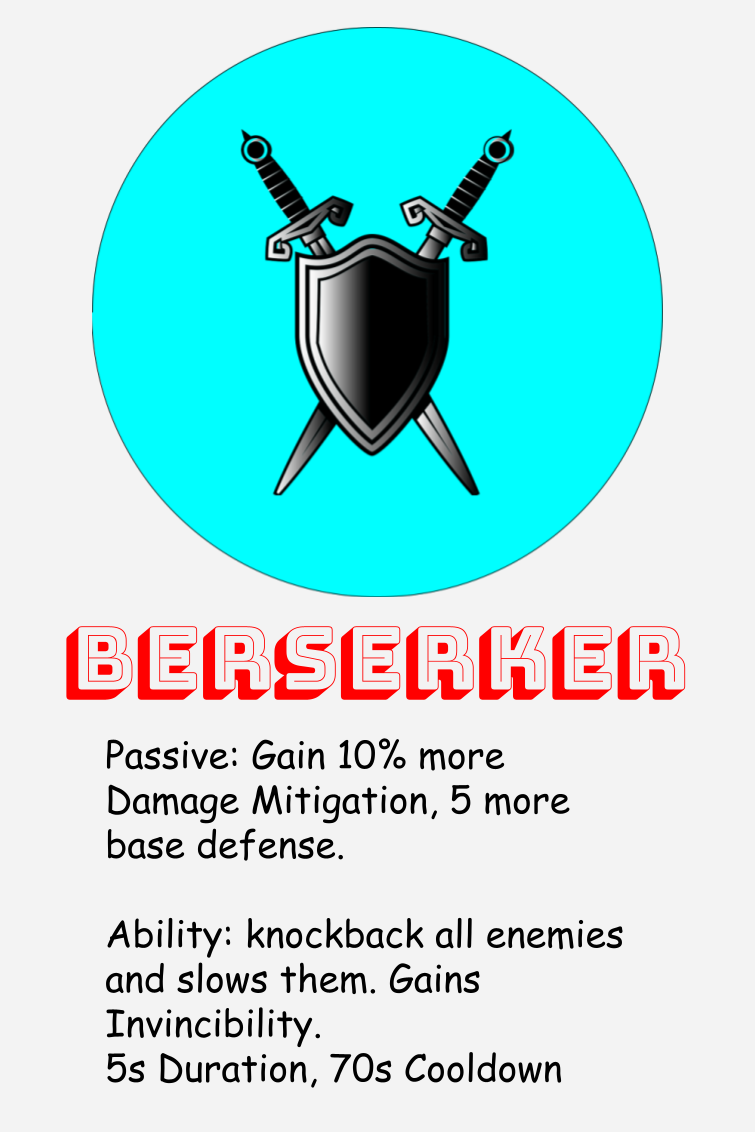 BERSERKER
Passive: Gain 10% more
Damage Mitigation, 5 more
base defense.
Ability: knockback all enemies
and slows them. Gains
Invincibility.
5s Duration, 70s Cooldown